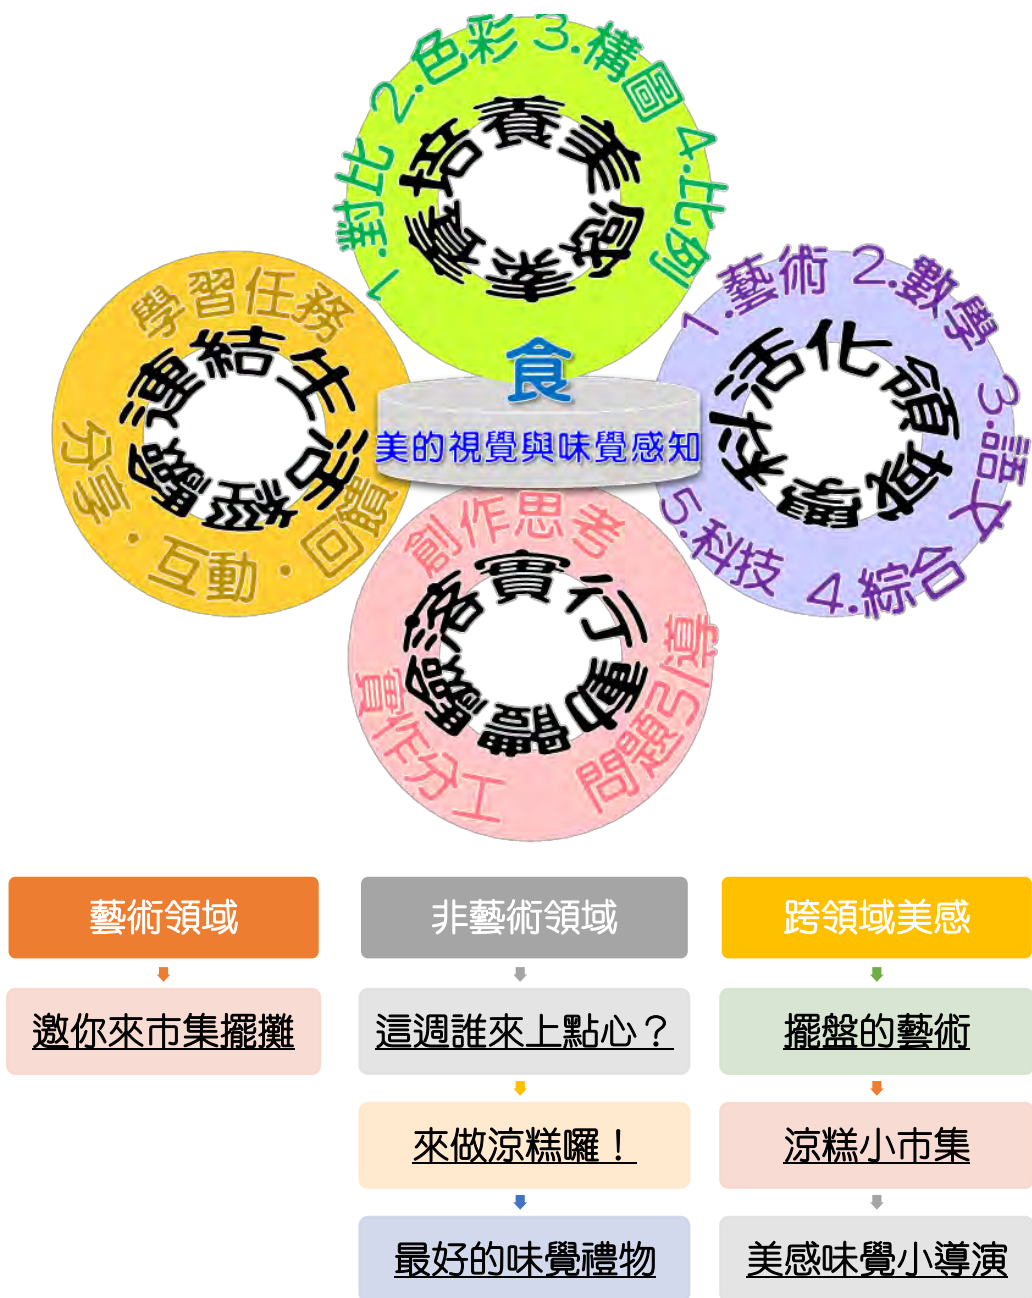 1.對比 2.色彩 3.構圖 4.比例
培養美感素養
學習任務
分享・互動・回饋
連結生活經驗
食
美的視覺與味覺感知
1.藝術 2.數學 3.語文 4.綜合 5.科技
活化領域學科
創作思考
問題引導
實作分工
落實行動體驗
藝術領域
邀你來市集擺攤
非藝術領域
這週誰來上點心？
來做涼糕囉！
最好的味覺禮物
跨領域美感
擺盤的藝術
涼糕小市集
美感味覺小導演